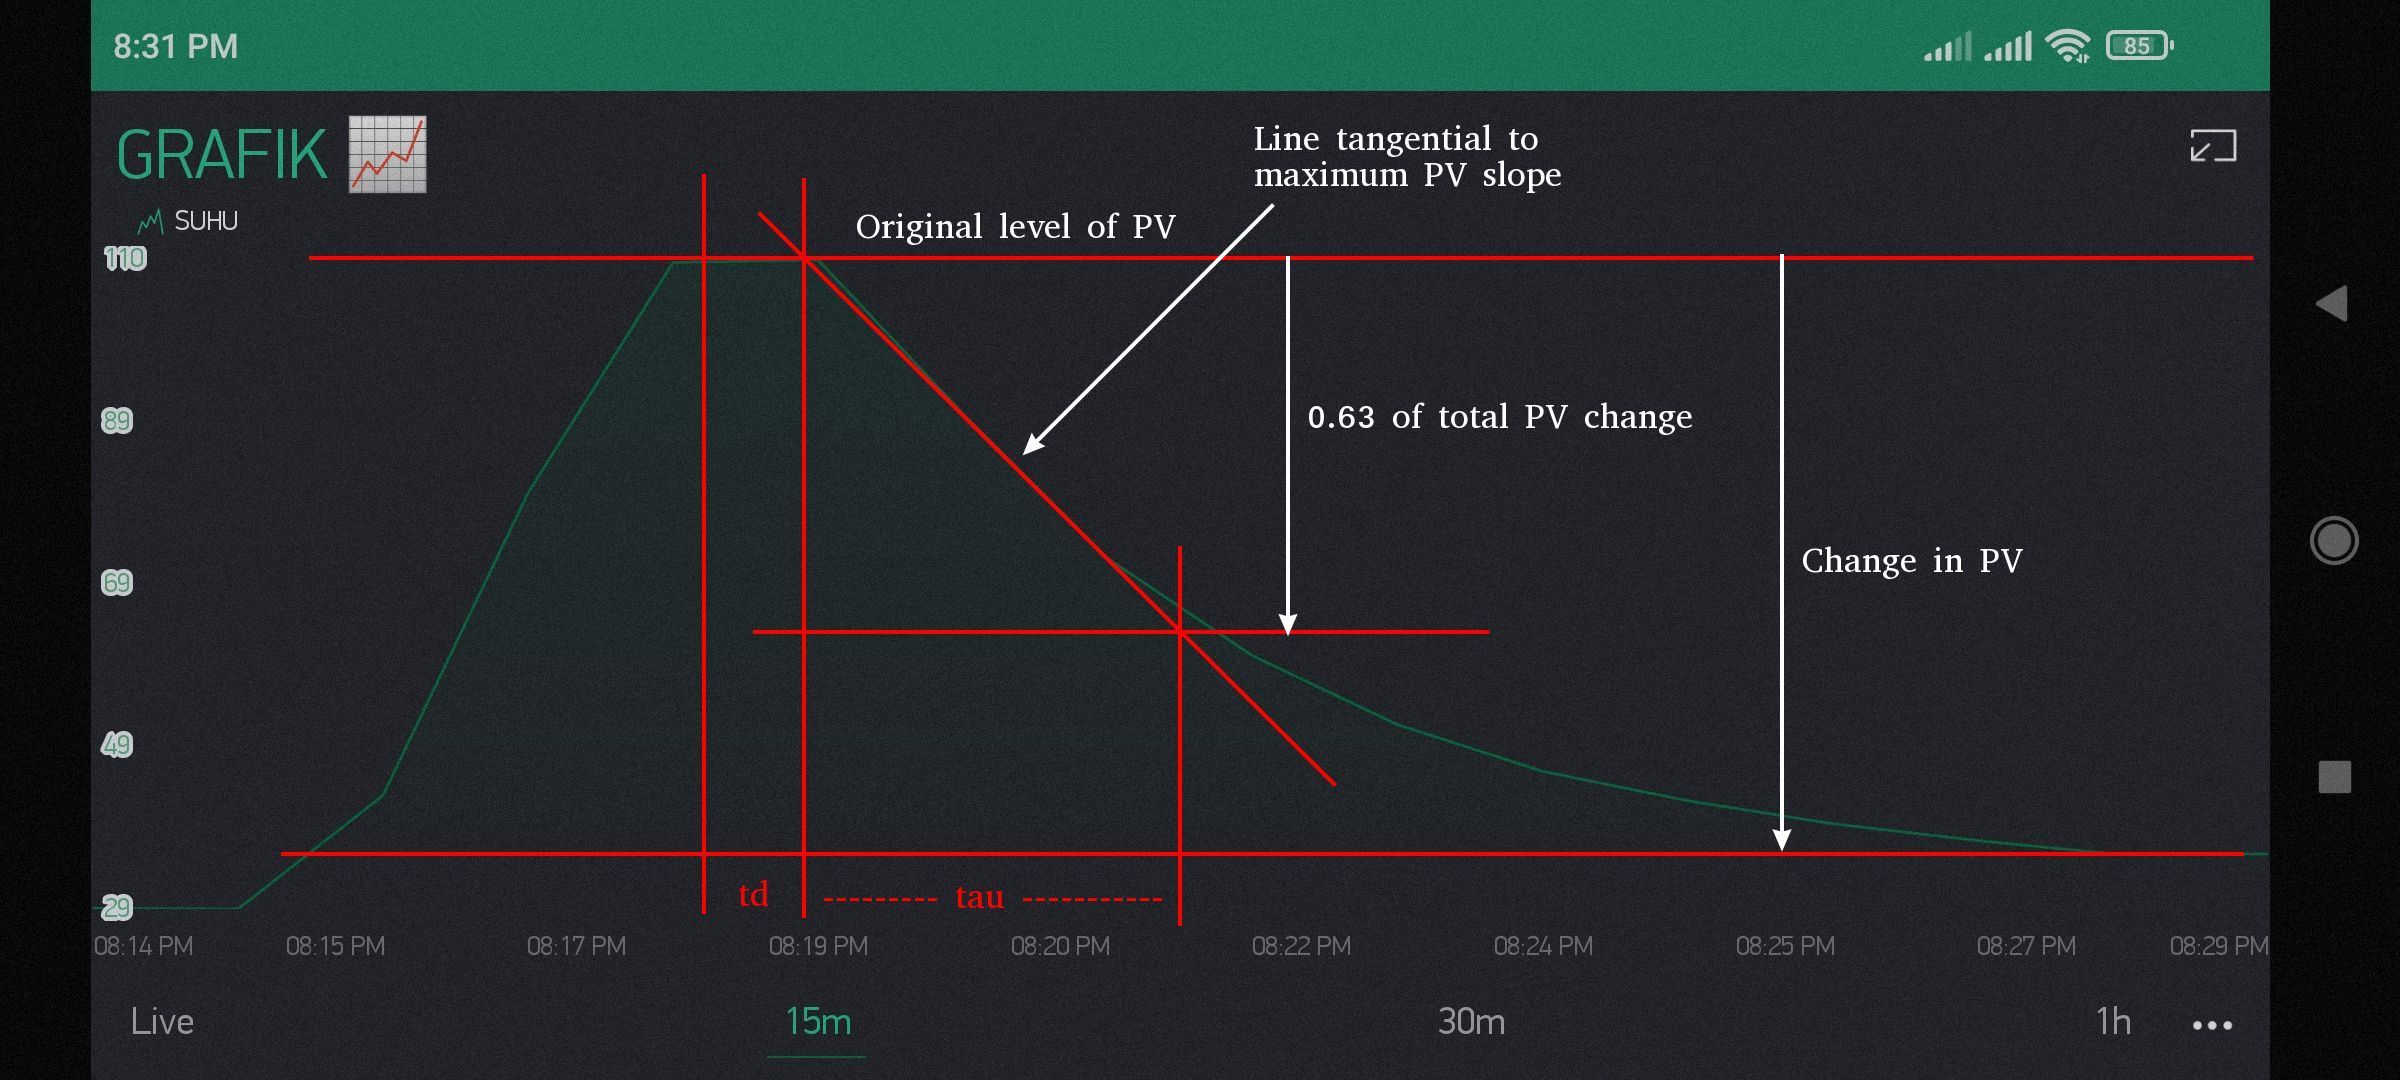 8:31 PM
85
GRAFIK
SUHU
Line tangential to
maximum PV slope
Original level of PV
110
89
0.63 of total PV change
Change in PV
69
49
29
td
--------- tau -----------
08:14 PM 08:15 PM 08:17 PM 08:19 PM 08:20 PM 08:22 PM 08:24 PM 08:25 PM 08:27 PM 08:29 PM
Live 15m 30m 1h